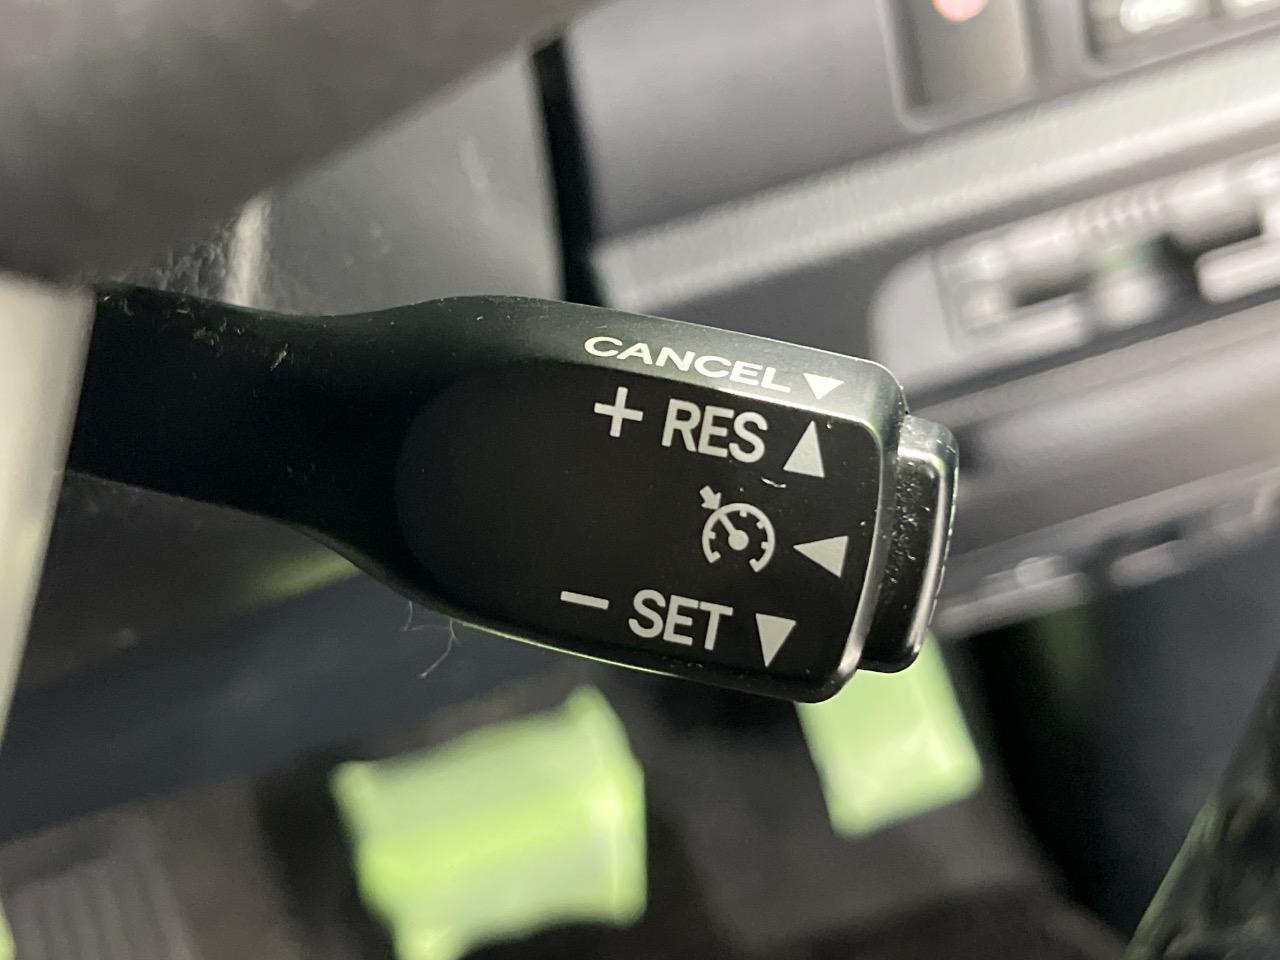 CANCEL ▼
+ RES ▲
◀
− SET ▼